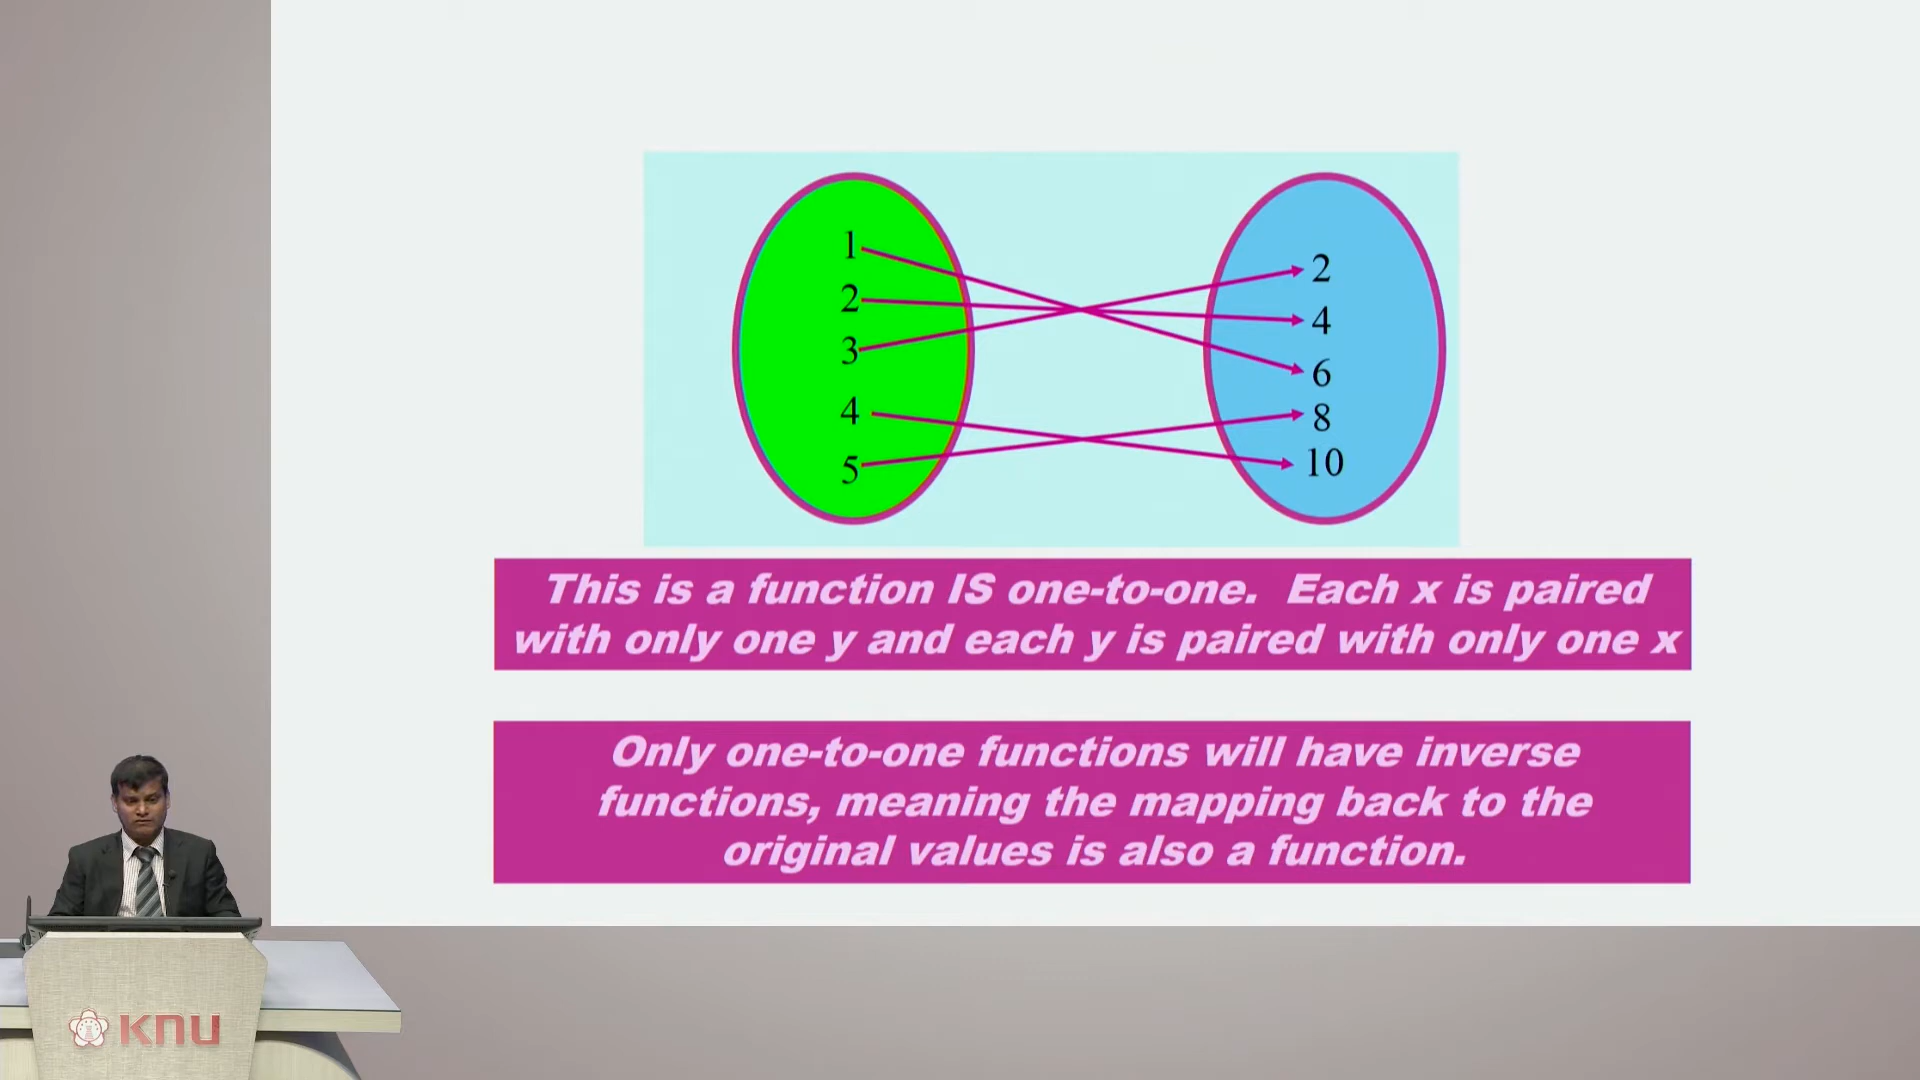 1
2
3
4
5
2
4
6
8
10
This is a function IS one-to-one. Each x is paired
with only one y and each y is paired with only one x
Only one-to-one functions will have inverse
functions, meaning the mapping back to the
original values is also a function.
KNU